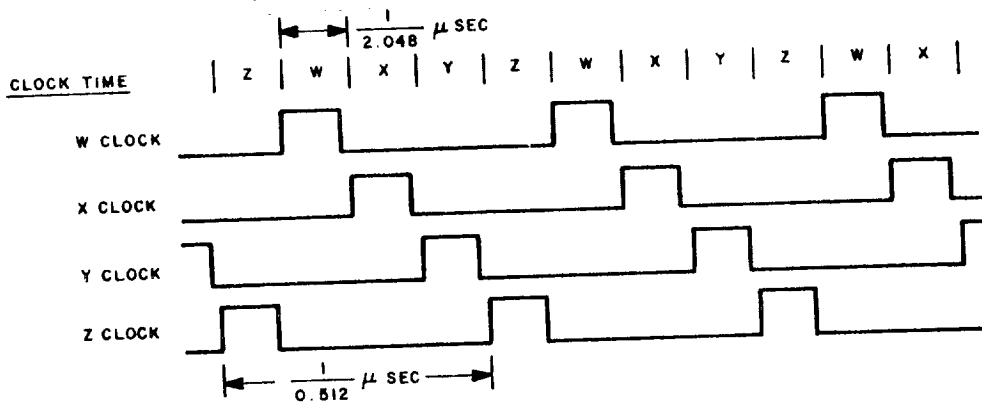 1/2.048 μ SEC
CLOCK TIME
Z W X Y Z W X Y Z W X
W CLOCK
X CLOCK
Y CLOCK
Z CLOCK
1/0.512 μ SEC